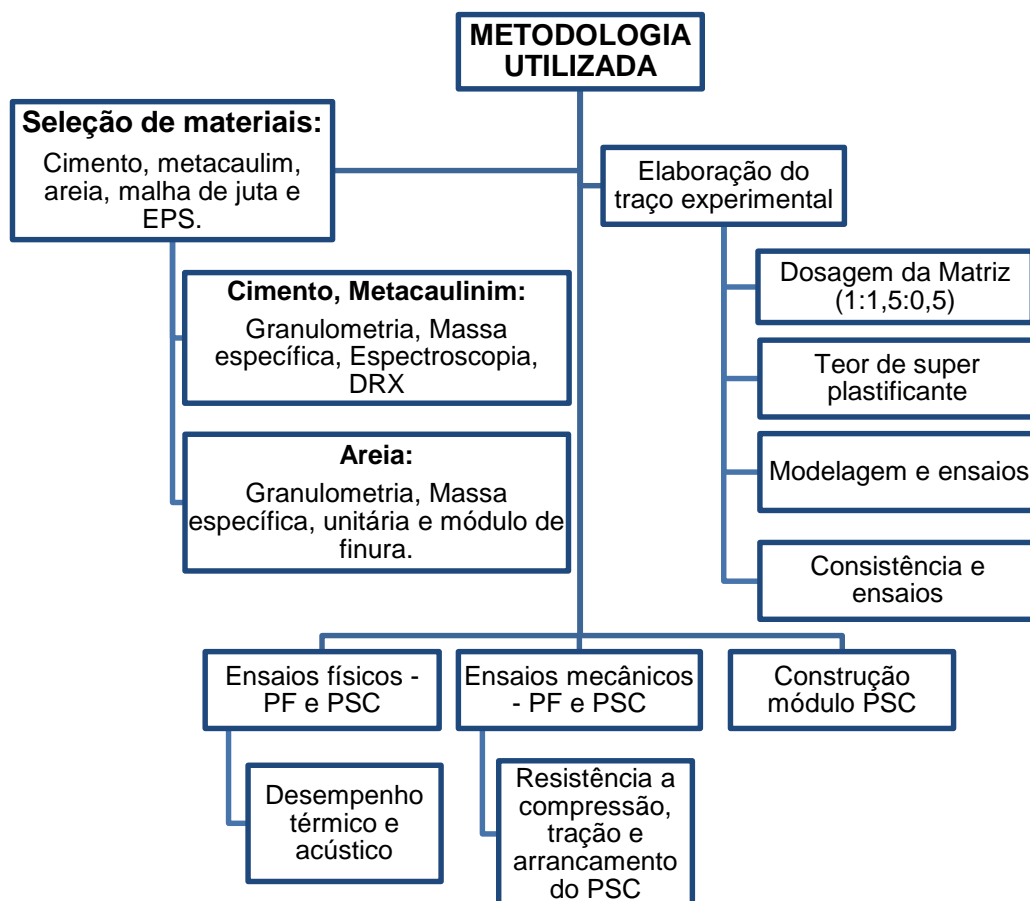 METODOLOGIA
UTILIZADA
Seleção de materiais:
Cimento, metacaulim,
areia, malha de juta e
EPS.
Cimento, Metacaulinim:
Granulometria, Massa
específica, Espectroscopia,
DRX
Areia:
Granulometria, Massa
específica, unitária e módulo de
finura.
Elaboração do
traço experimental
Dosagem da Matriz
(1:1,5:0,5)
Teor de super
plastificante
Modelagem e ensaios
Consistência e
ensaios
Ensaios físicos -
PF e PSC
Desempenho
térmico e
acústico
Ensaios mecânicos
- PF e PSC
Resistência a
compressão,
tração e
arrancamento
do PSC
Construção
módulo PSC